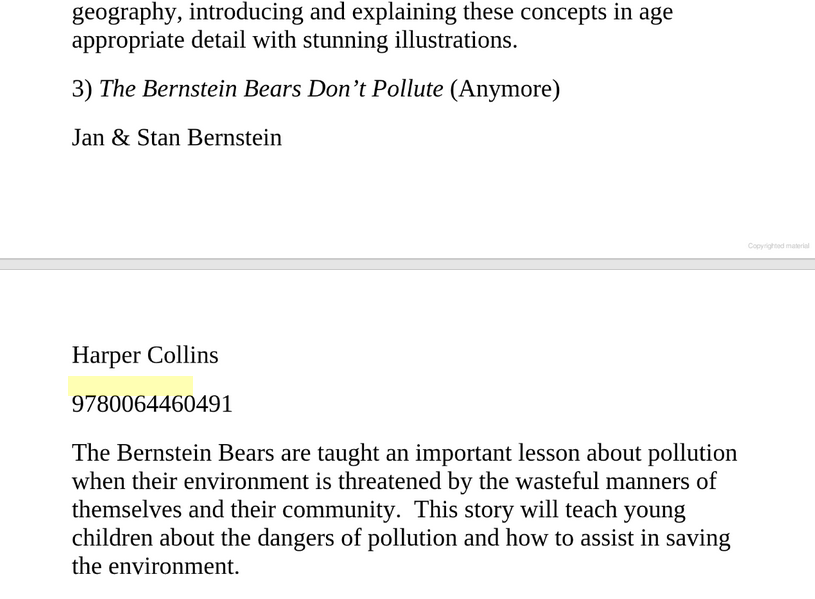 geography, introducing and explaining these concepts in age
appropriate detail with stunning illustrations.
3) The Bernstein Bears Don’t Pollute (Anymore)
Jan & Stan Bernstein
Copyrighted material
Harper Collins
9780064460491
The Bernstein Bears are taught an important lesson about pollution
when their environment is threatened by the wasteful manners of
themselves and their community.  This story will teach young
children about the dangers of pollution and how to assist in saving
the environment.